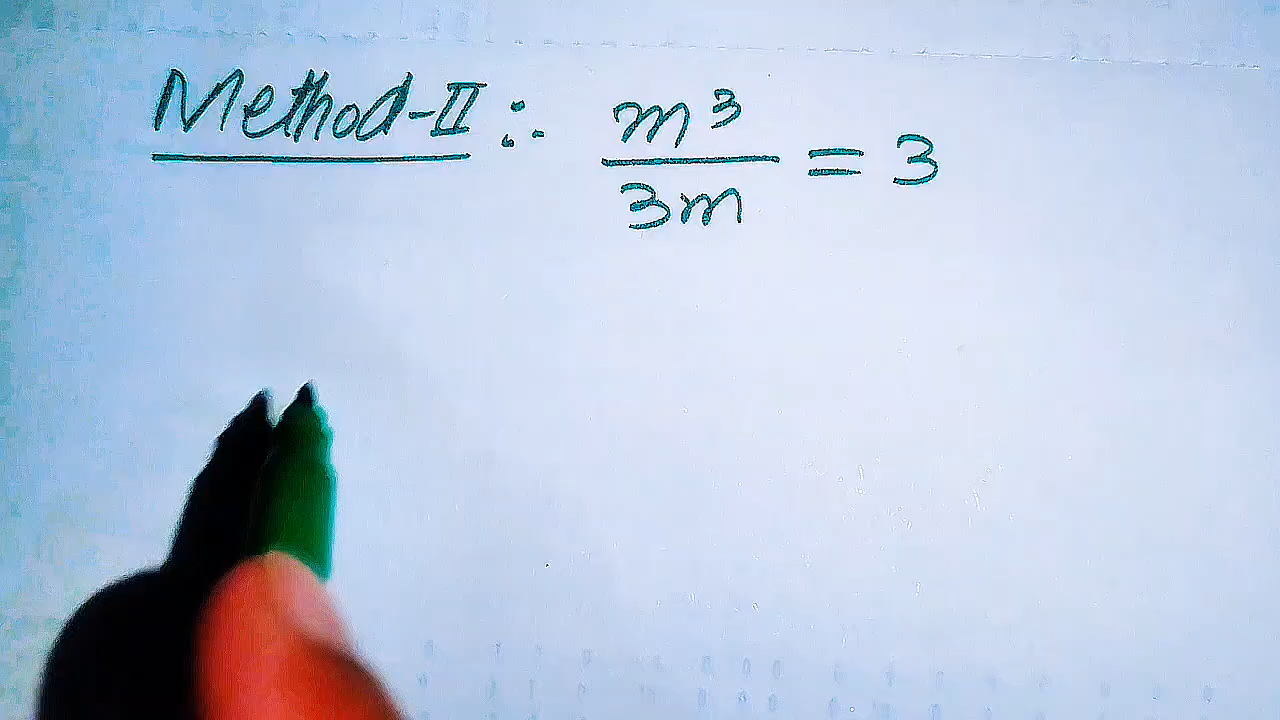 Method-II : m³/3m = 3